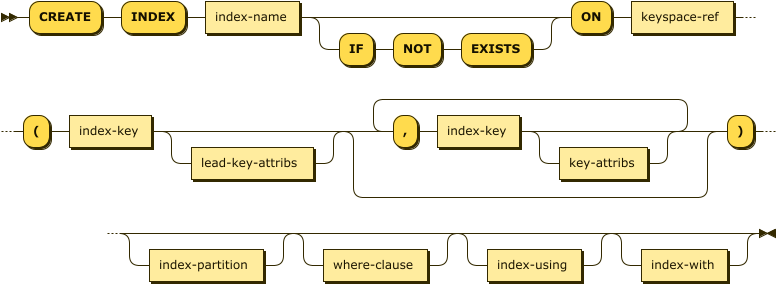 CREATE INDEX index-name ON keyspace-ref
IF NOT EXISTS
( index-key , index-key )
lead-key-attribs key-attribs
index-partition where-clause index-using index-with